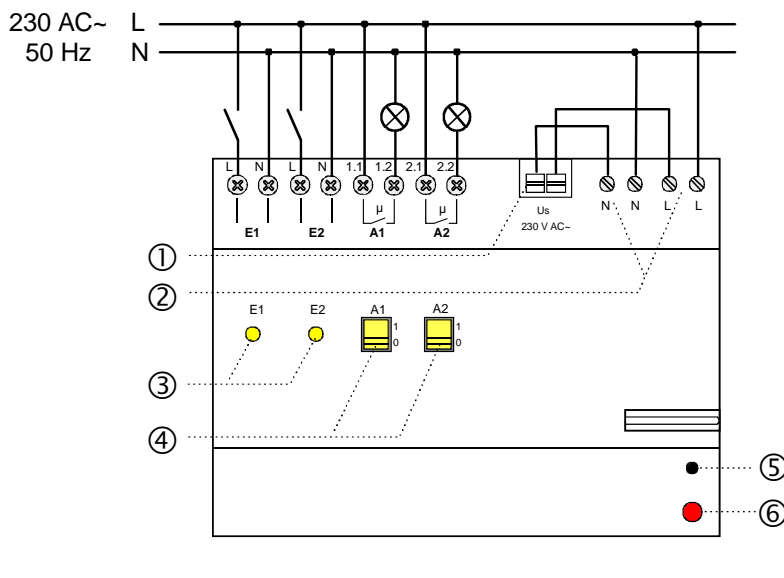 230 AC~ L
50 Hz N
L N L N 1.1 1.2 2.1 2.2
µ µ
N N L L
Us
230 V AC~
E1 E2 A1 A2
①
②
E1 E2 A1 A2
1 1
0 0
③
④
⑤
⑥